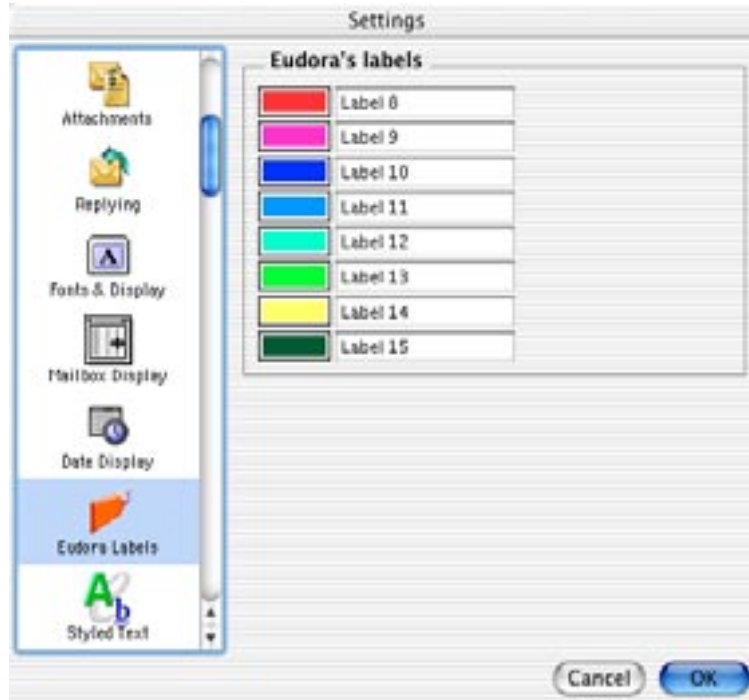 Settings
Attachments
Replying
Fonts & Display
Mailbox Display
Date Display
Eudora Labels
Styled Text
Eudora's labels
Label 8
Label 9
Label 10
Label 11
Label 12
Label 13
Label 14
Label 15
Cancel
OK